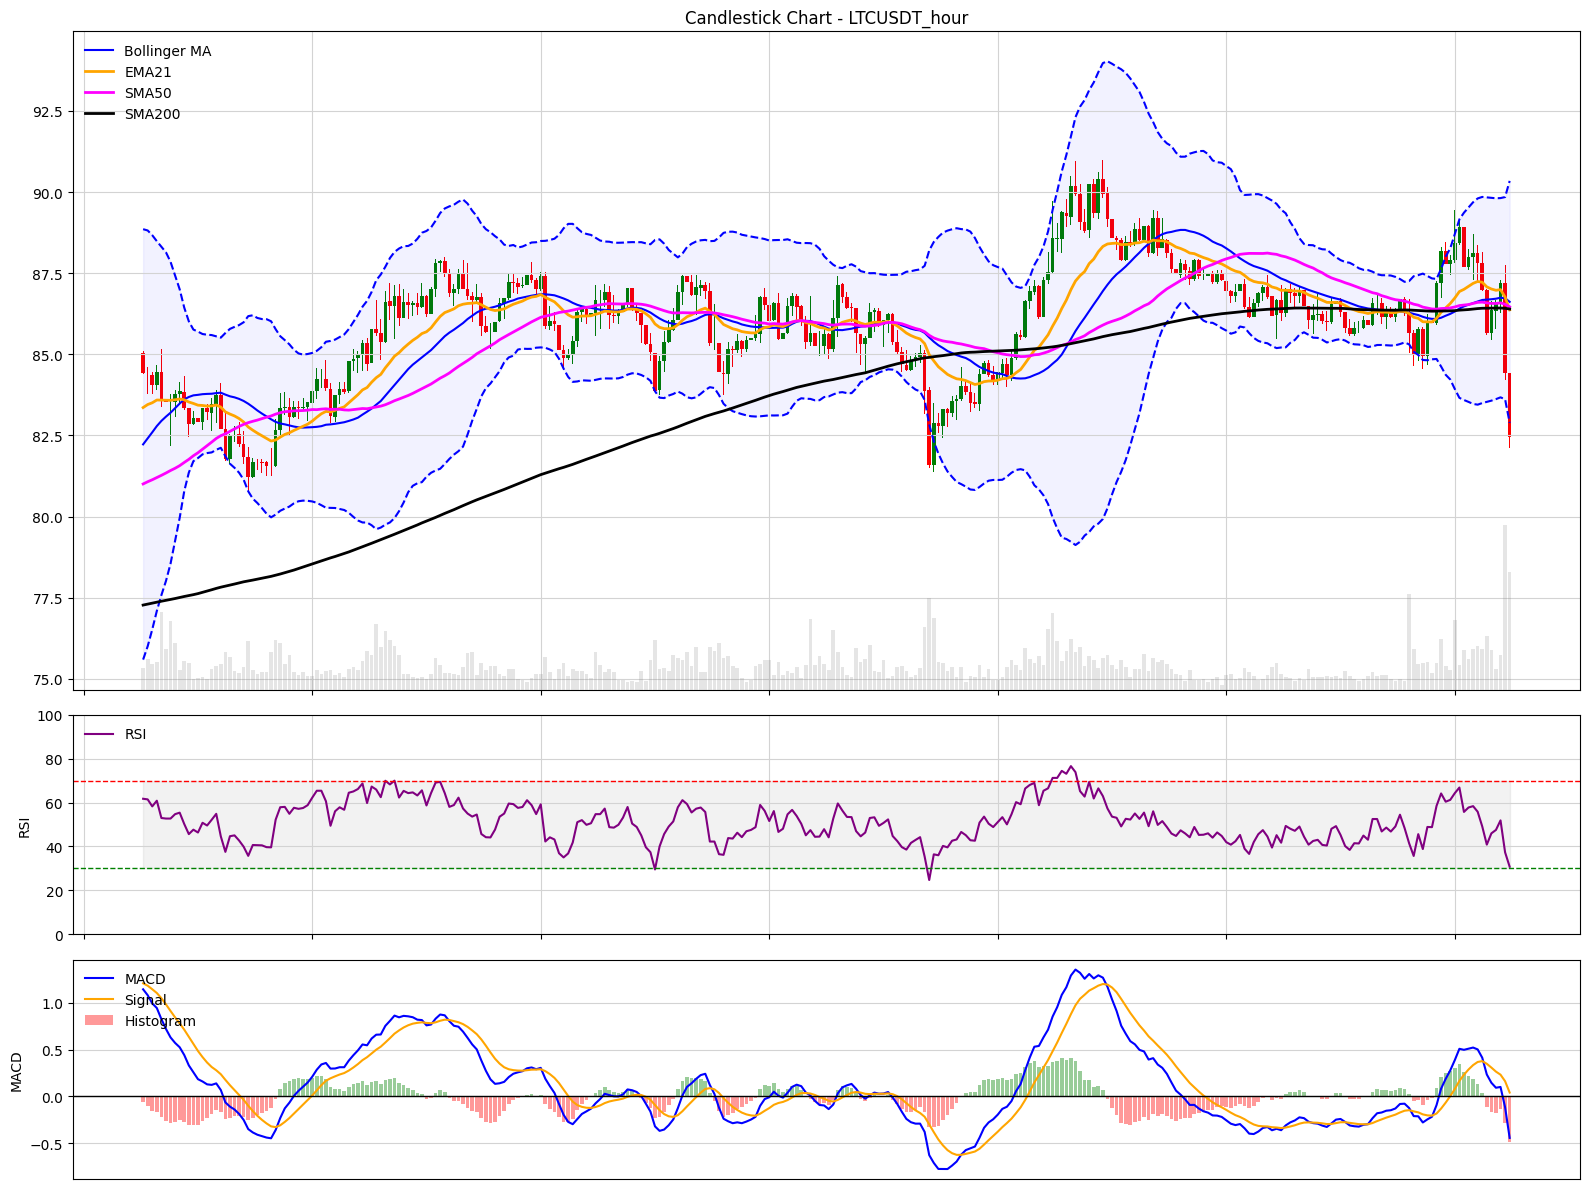 Candlestick Chart - LTCUSDT_hour
Bollinger MA
EMA21
SMA50
SMA200
92.5
90.0
87.5
85.0
82.5
80.0
77.5
75.0
RSI
100
80
60
40
20
0
RSI
MACD
Signal
Histogram
1.0
0.5
0.0
−0.5
MACD